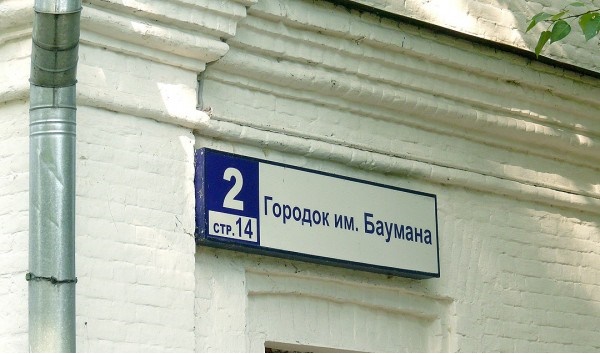 2
стр.14
Городок им. Баумана